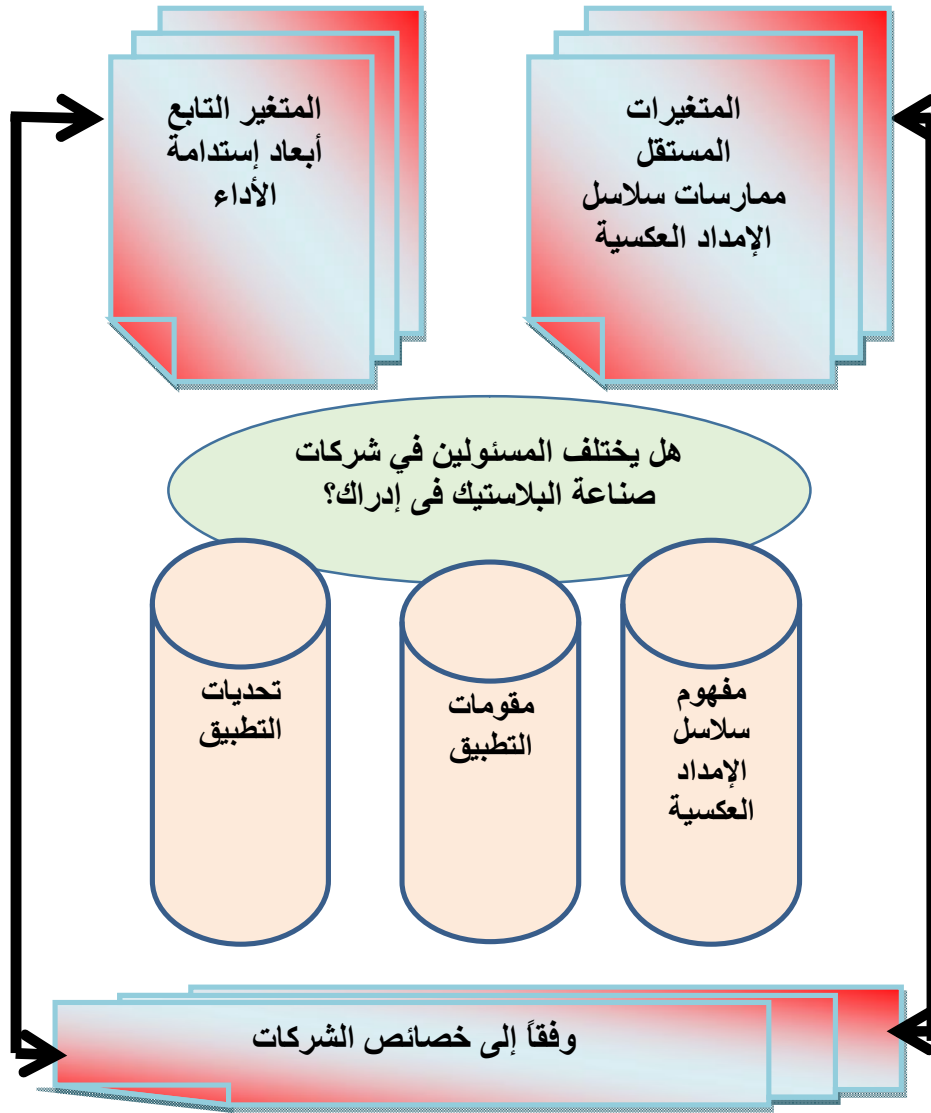 المتغيرات
المستقل
ممارسات سلاسل
الإمداد العكسية
المتغير التابع
أبعاد إستدامة
الأداء
هل يختلف المسئولين في شركات
صناعة البلاستيك فى إدراك؟
مفهوم
سلاسل
الإمداد
العكسية
مقومات
التطبيق
تحديات
التطبيق
وفقاً إلى خصائص الشركات